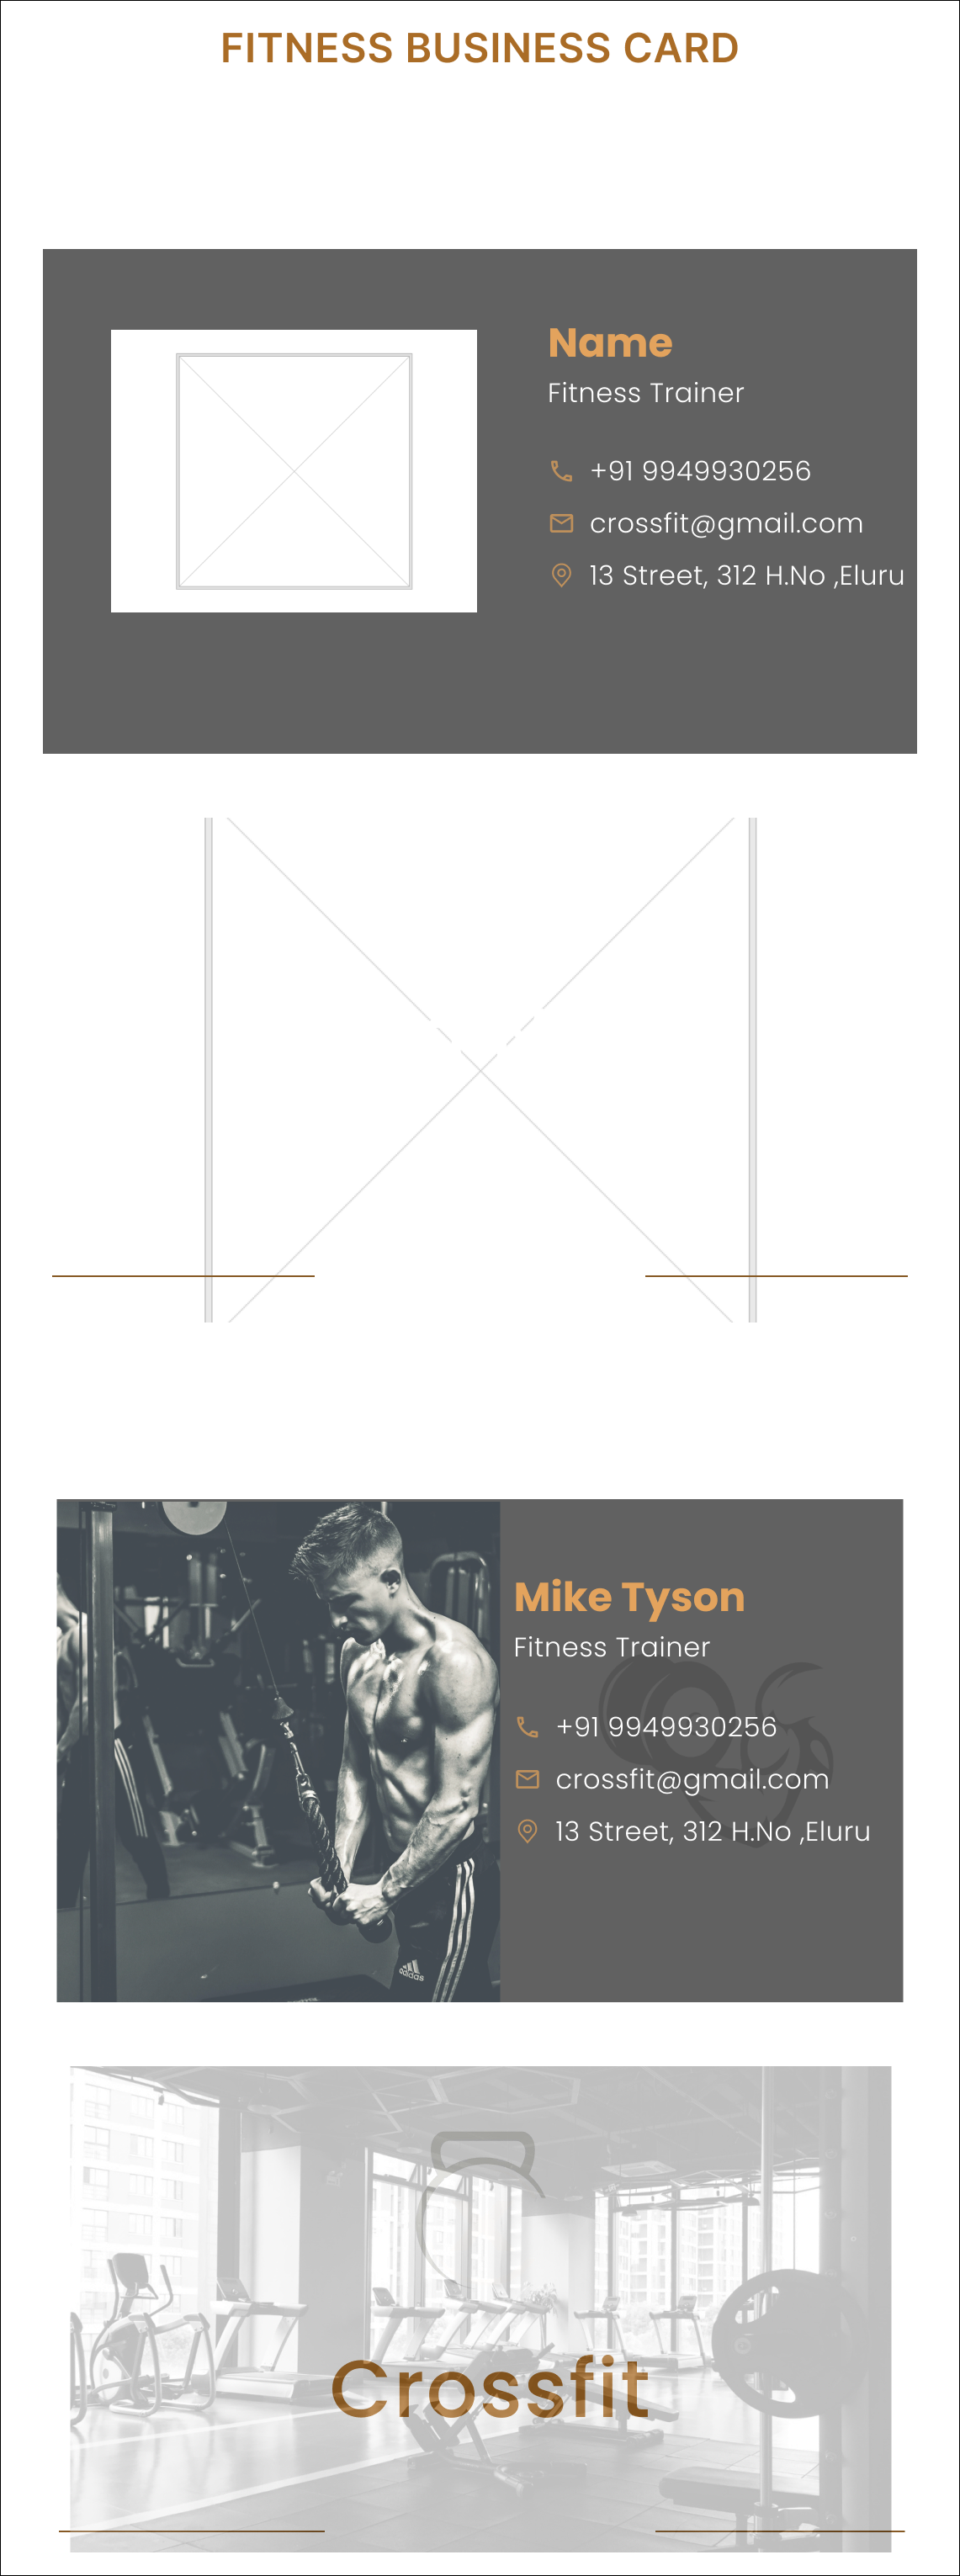 FITNESS BUSINESS CARD
Name
Fitness Trainer
+91 9949930256
crossfit@gmail.com
13 Street, 312 H.No ,Eluru
Mike Tyson
Fitness Trainer
+91 9949930256
crossfit@gmail.com
13 Street, 312 H.No ,Eluru
adidas
Crossfit